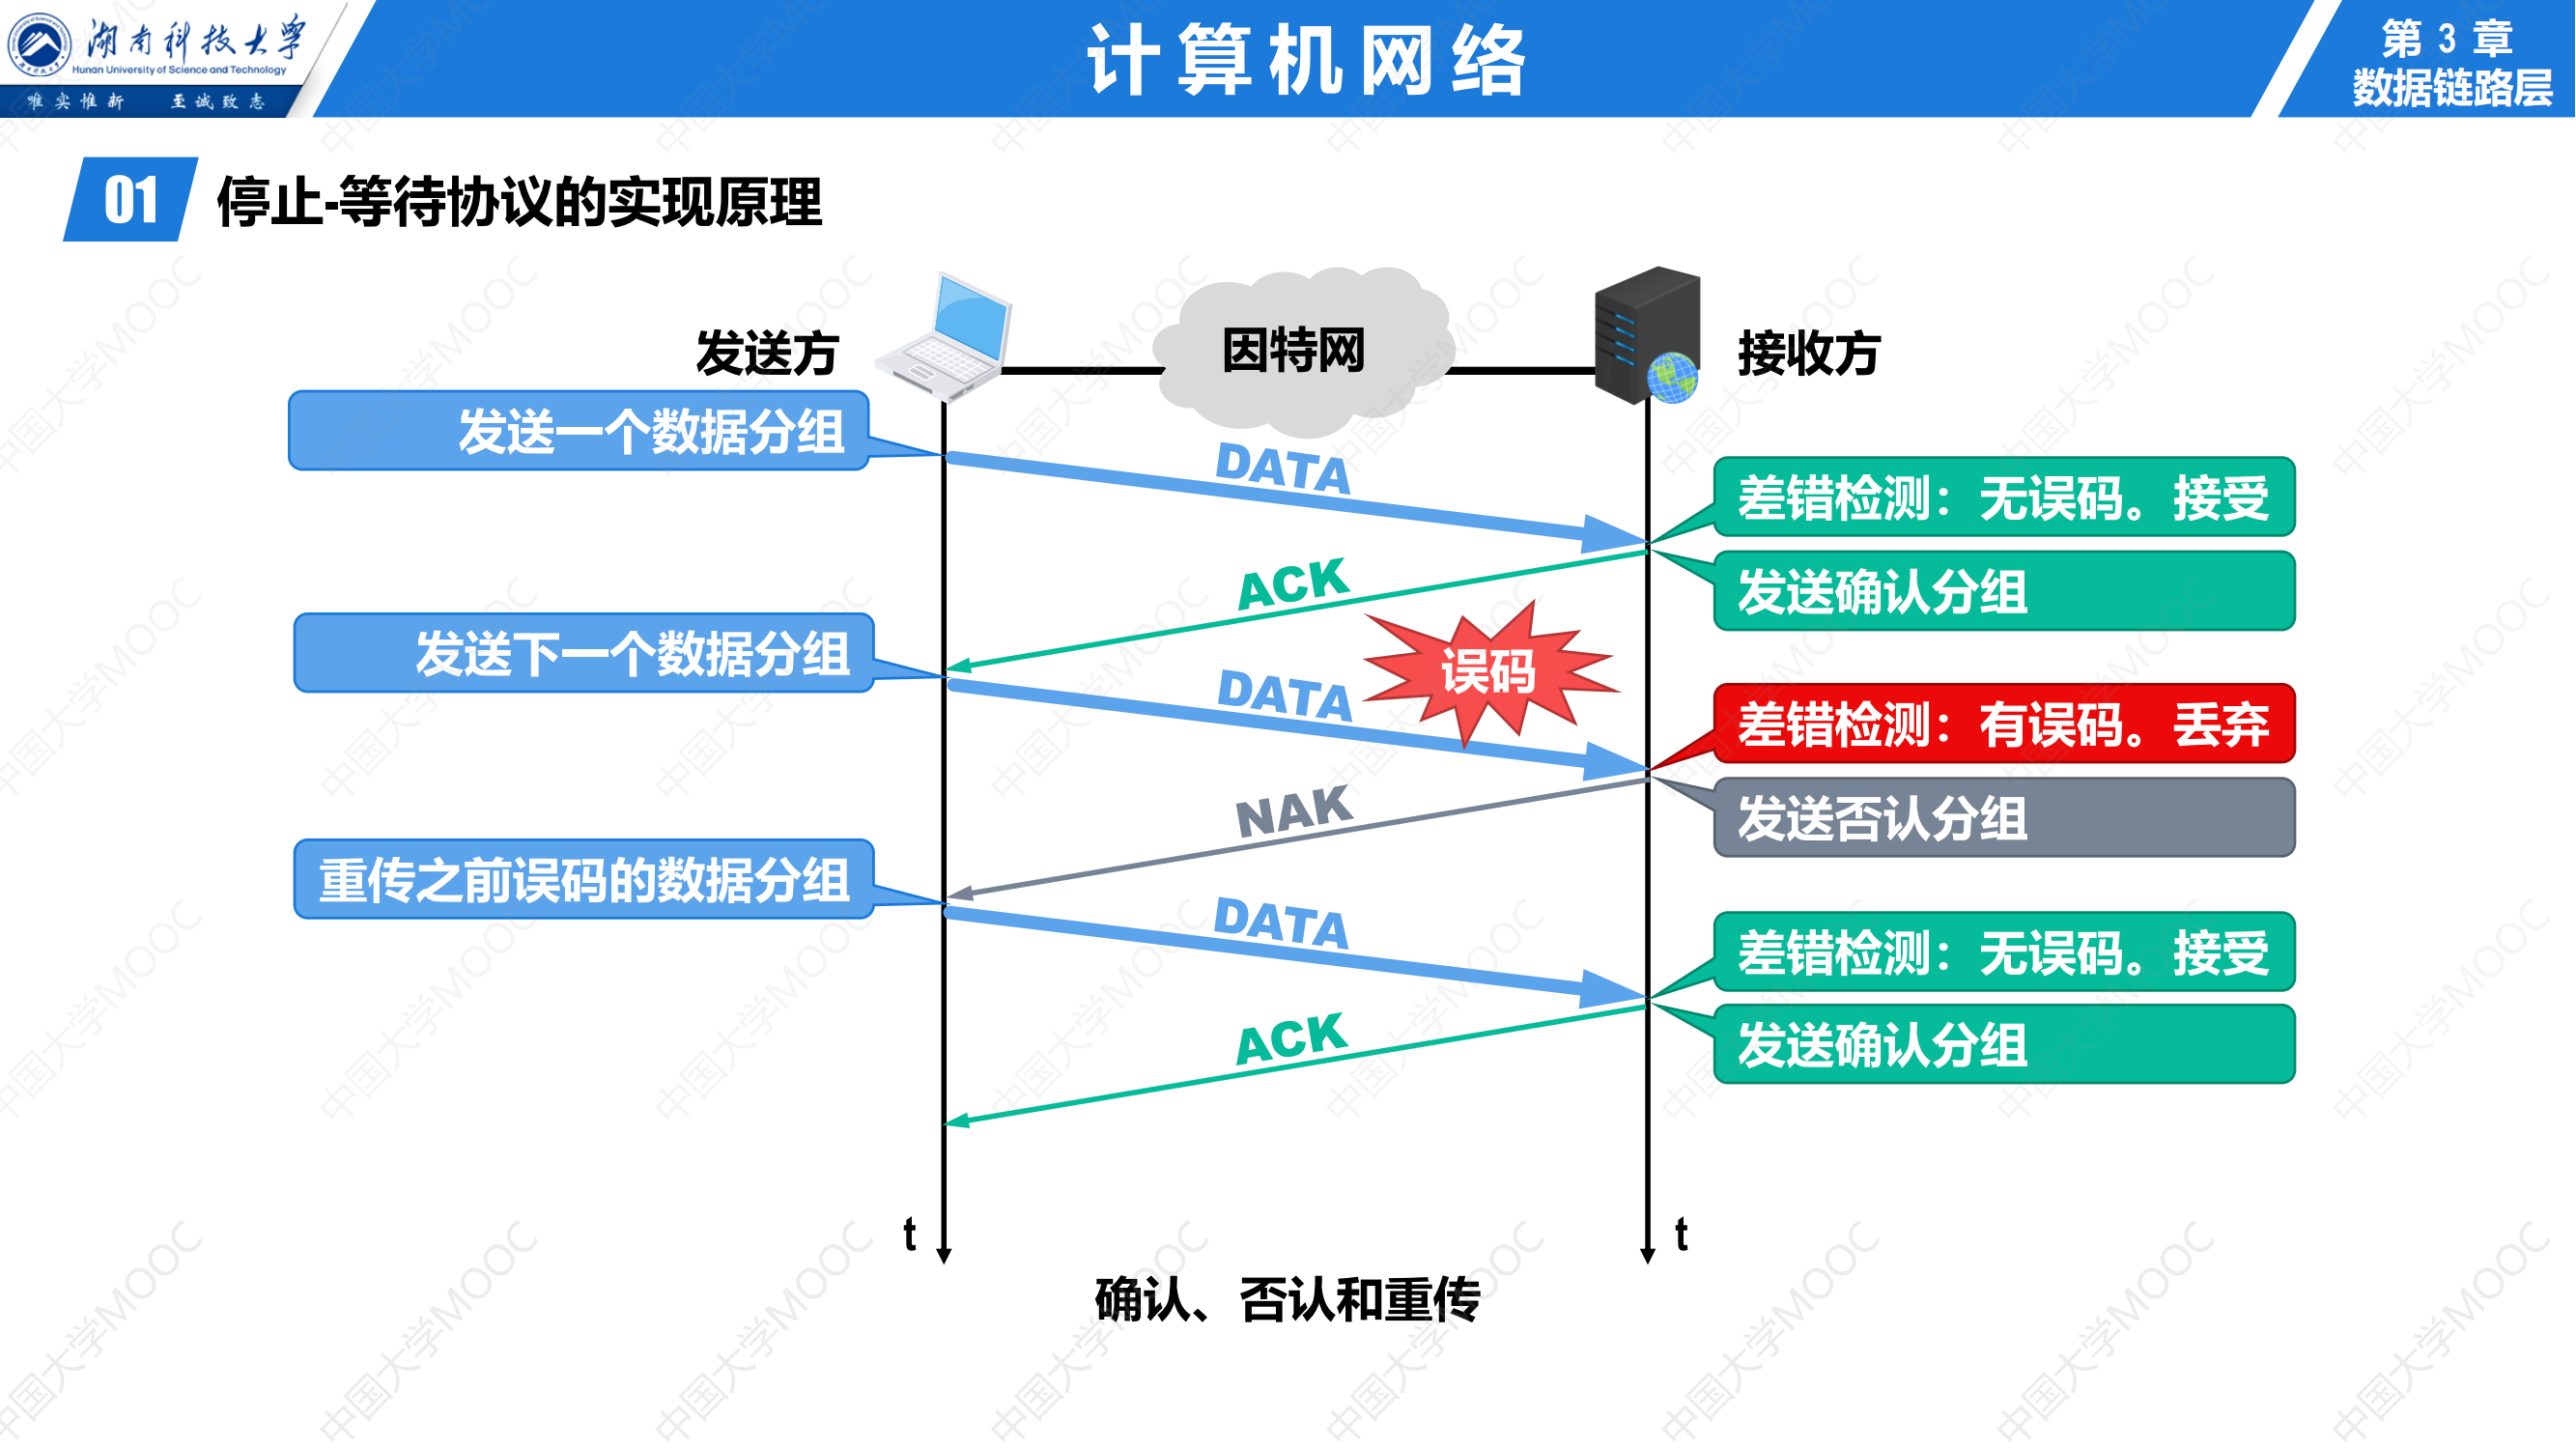 湖南科技大学
Hunan University of Science and Technology
唯实惟新 至诚致志
计算机网络
第 3 章
数据链路层
01 停止-等待协议的实现原理
发送方
因特网
接收方
发送一个数据分组
DATA
差错检测：无误码。接受
ACK
发送确认分组
发送下一个数据分组
误码
DATA
差错检测：有误码。丢弃
NAK
发送否认分组
重传之前误码的数据分组
DATA
差错检测：无误码。接受
ACK
发送确认分组
t
t
确认、否认和重传
中国大学MOOC